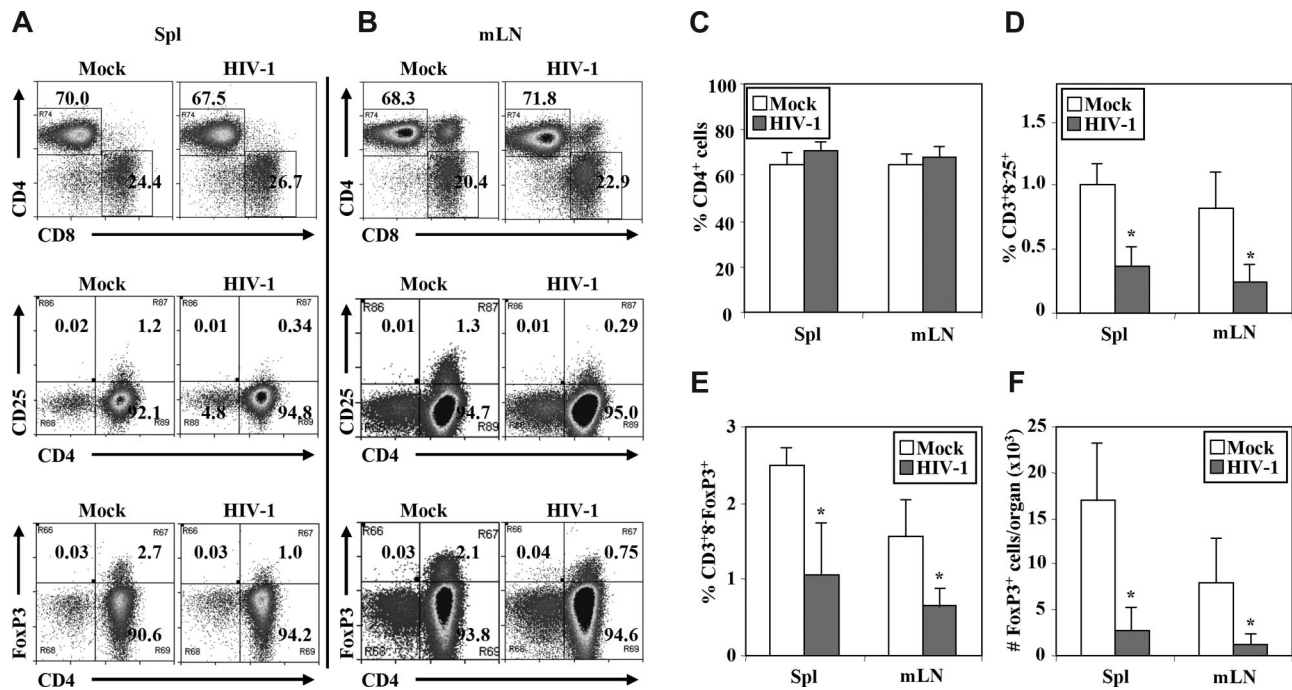 A
Spl
Mock
HIV-1
70.0
R74
24.4
67.5
R74
26.7
CD4
CD8
Mock
HIV-1
R86
R87
0.02
1.2
92.1
R88
R89
R86
R87
0.01
0.34
4.8
94.8
R88
R89
CD25
CD4
Mock
HIV-1
R66
R67
0.03
2.7
90.6
R68
R69
R66
R67
0.03
1.0
94.2
R68
R69
FoxP3
CD4
B
mLN
Mock
HIV-1
68.3
R74
20.4
71.8
R74
22.9
CD4
CD8
Mock
HIV-1
R86
R87
0.01
1.3
94.7
R89
R86
R87
0.01
0.29
95.0
R88
R89
CD25
CD4
Mock
HIV-1
R66
R67
0.03
2.1
93.8
R68
R69
R66
R67
0.04
0.75
94.6
R68
R69
FoxP3
CD4
C
% CD4+ cells
100
80
60
40
20
0
Mock
HIV-1
Spl
mLN
D
% CD3+8-25+
1.5
1.0
0.5
0
Mock
HIV-1
*
*
Spl
mLN
E
% CD3+8-FoxP3+
3
2
1
0
Mock
HIV-1
*
*
Spl
mLN
F
# FoxP3+ cells/organ (x10³)
25
20
15
10
5
0
Mock
HIV-1
*
*
Spl
mLN